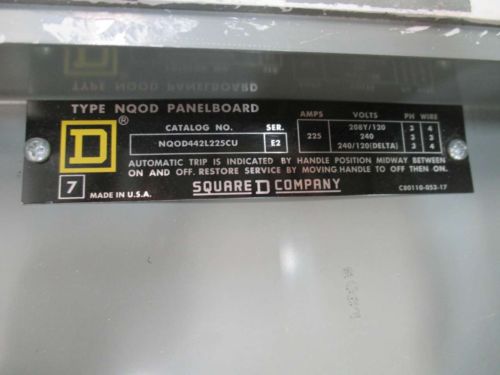 TYPE NQOD PANELBOARD
D ®
CATALOG NO. SER.
NQOD442L225CU E2
AMPS VOLTS PH WIRE
208Y/120 3 4
225 240 3 3
240/120(DELTA) 3 4
AUTOMATIC TRIP IS INDICATED BY HANDLE POSITION MIDWAY BETWEEN
ON AND OFF. RESTORE SERVICE BY MOVING HANDLE TO OFF THEN ON.
7 MADE IN U.S.A. SQUARE D COMPANY C80110-053-17